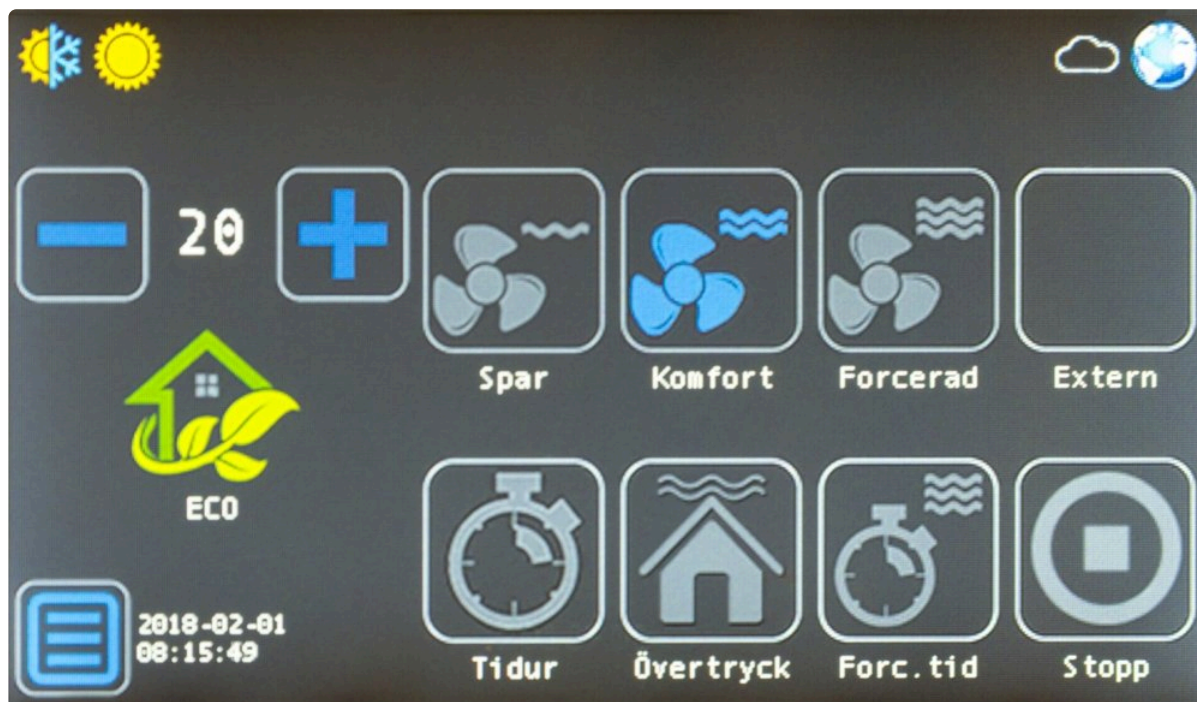 20
Spar
Komfort
Forcerad
Extern
ECO
2018-02-01
08:15:49
Tidur
Övertryck
Forc.tid
Stopp